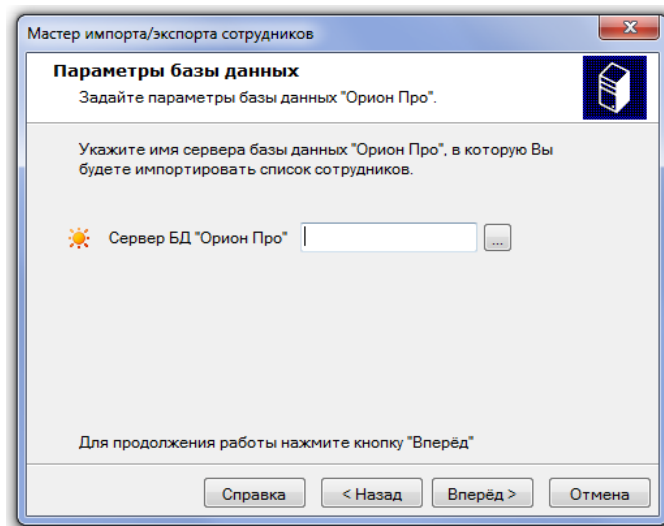 Мастер импорта/экспорта сотрудников
Параметры базы данных
Задайте параметры базы данных "Орион Про".
Укажите имя сервера базы данных "Орион Про", в которую Вы
будете импортировать список сотрудников.
Сервер БД "Орион Про"
...
Для продолжения работы нажмите кнопку "Вперёд"
Справка
< Назад
Вперёд >
Отмена